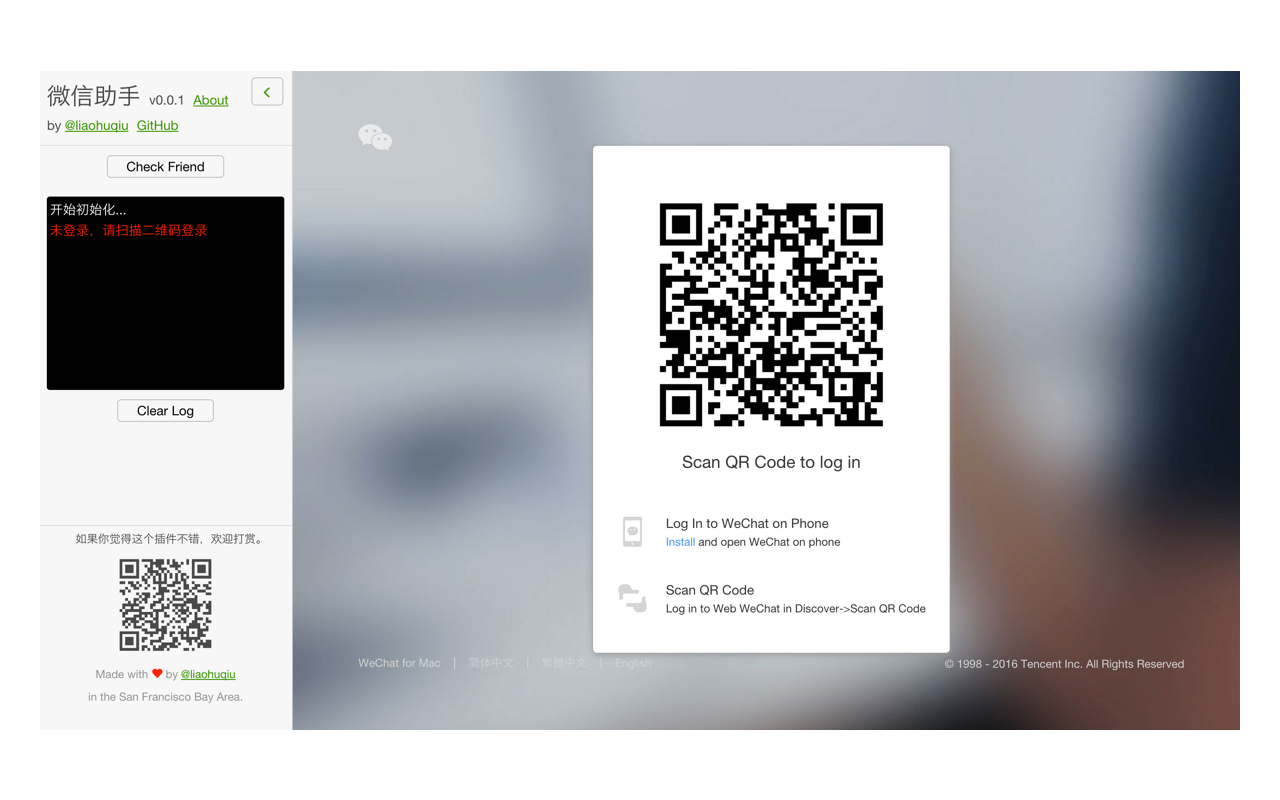 微信助手 v0.0.1 About
by @liaohuqiu GitHub
Check Friend
开始初始化...
未登录，请扫描二维码登录
Clear Log
如果你觉得这个插件不错，欢迎打赏。
Made with ♥ by @liaohuqiu
in the San Francisco Bay Area.
Scan QR Code to log in
Log In to WeChat on Phone
Install and open WeChat on phone
Scan QR Code
Log in to Web WeChat in Discover->Scan QR Code
WeChat for Mac | 简体中文 | 繁體中文 | English
© 1998 - 2016 Tencent Inc. All Rights Reserved